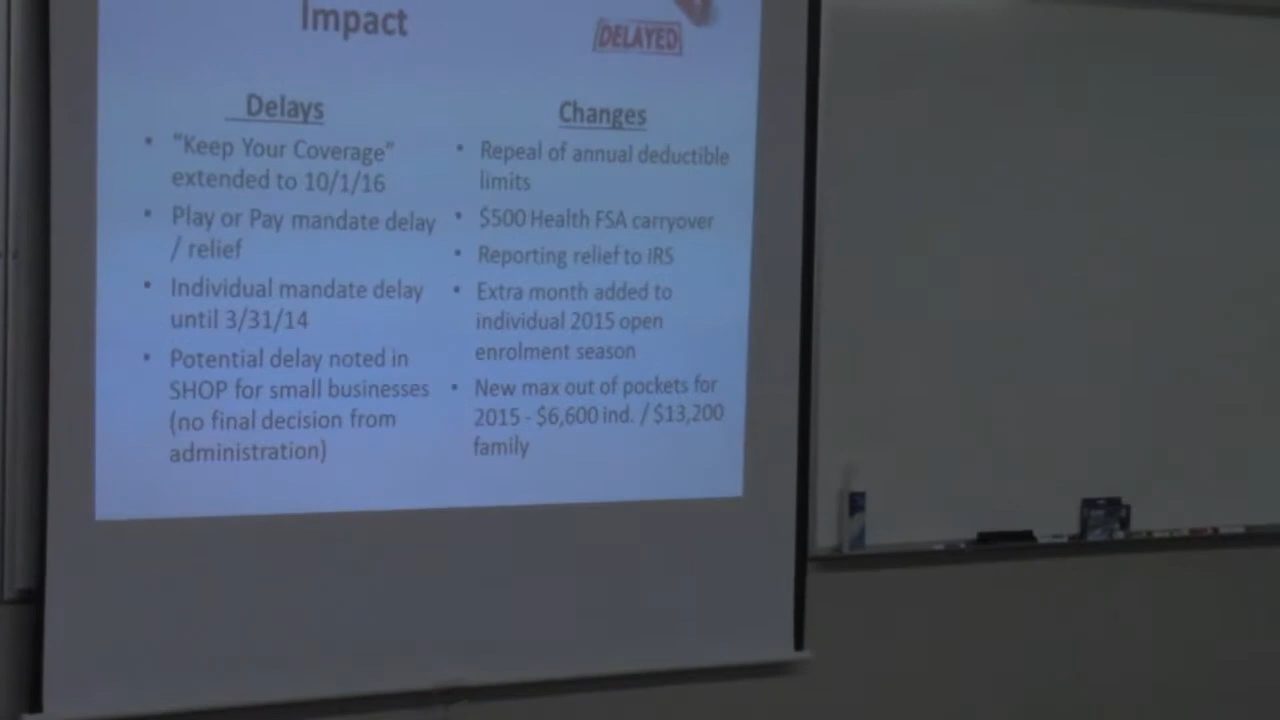 Impact
DELAYED
Delays
• "Keep Your Coverage"
extended to 10/1/16
• Play or Pay mandate delay
/ relief
• Individual mandate delay
until 3/31/14
• Potential delay noted in
SHOP for small businesses
(no final decision from
administration)
Changes
• Repeal of annual deductible
limits
• $500 Health FSA carryover
• Reporting relief to IRS
• Extra month added to
individual 2015 open
enrolment season
• New max out of pockets for
2015 - $6,600 ind. / $13,200
family